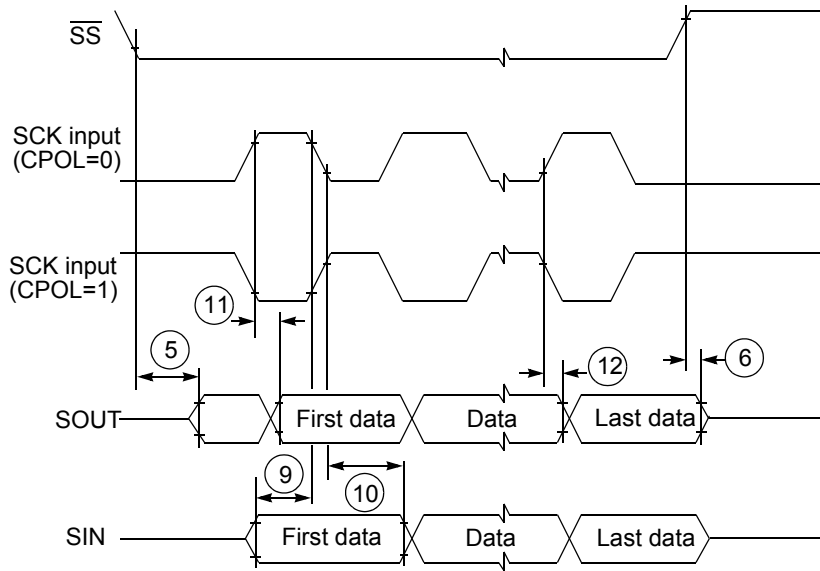 SS
SCK input
(CPOL=0)
SCK input
(CPOL=1)
11
5
12
6
SOUT
First data
Data
Last data
9
10
SIN
First data
Data
Last data